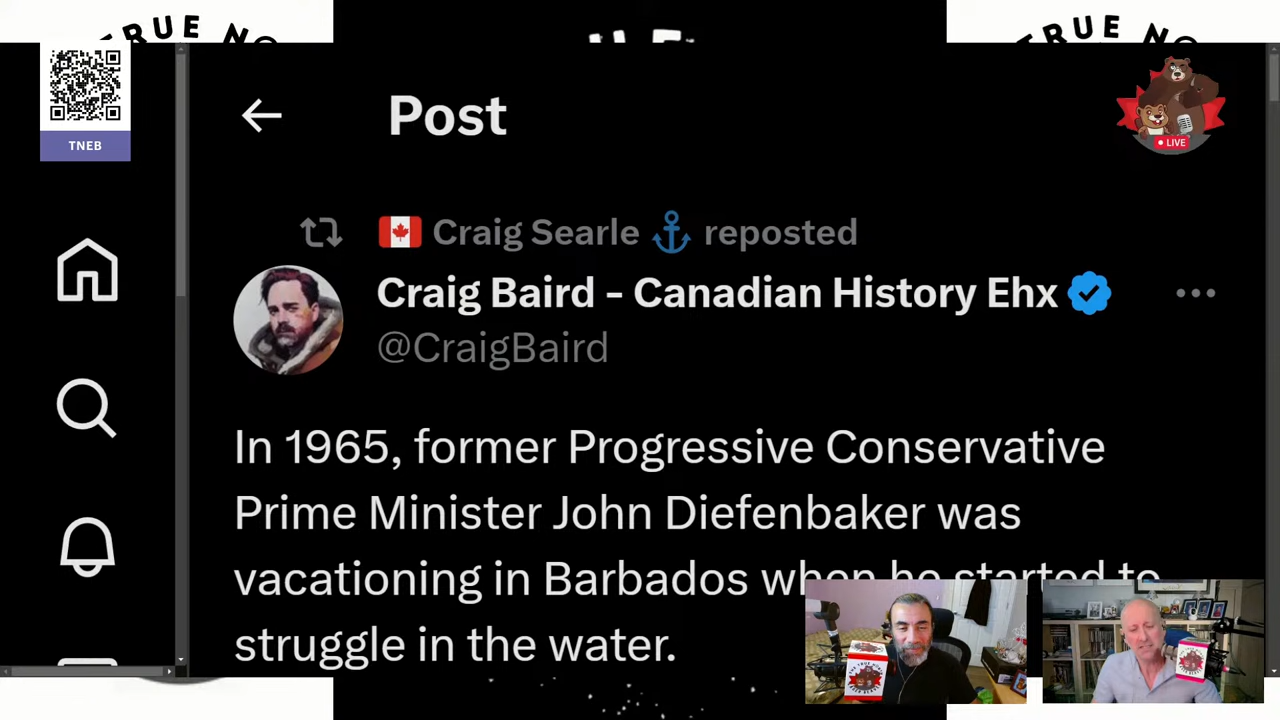 TRUE NO
TRUE NO
TNEB
Post
LIVE
Craig Searle reposted
Craig Baird - Canadian History Ehx
@CraigBaird
In 1965, former Progressive Conservative
Prime Minister John Diefenbaker was
vacationing in Barbados when he started to
struggle in the water.